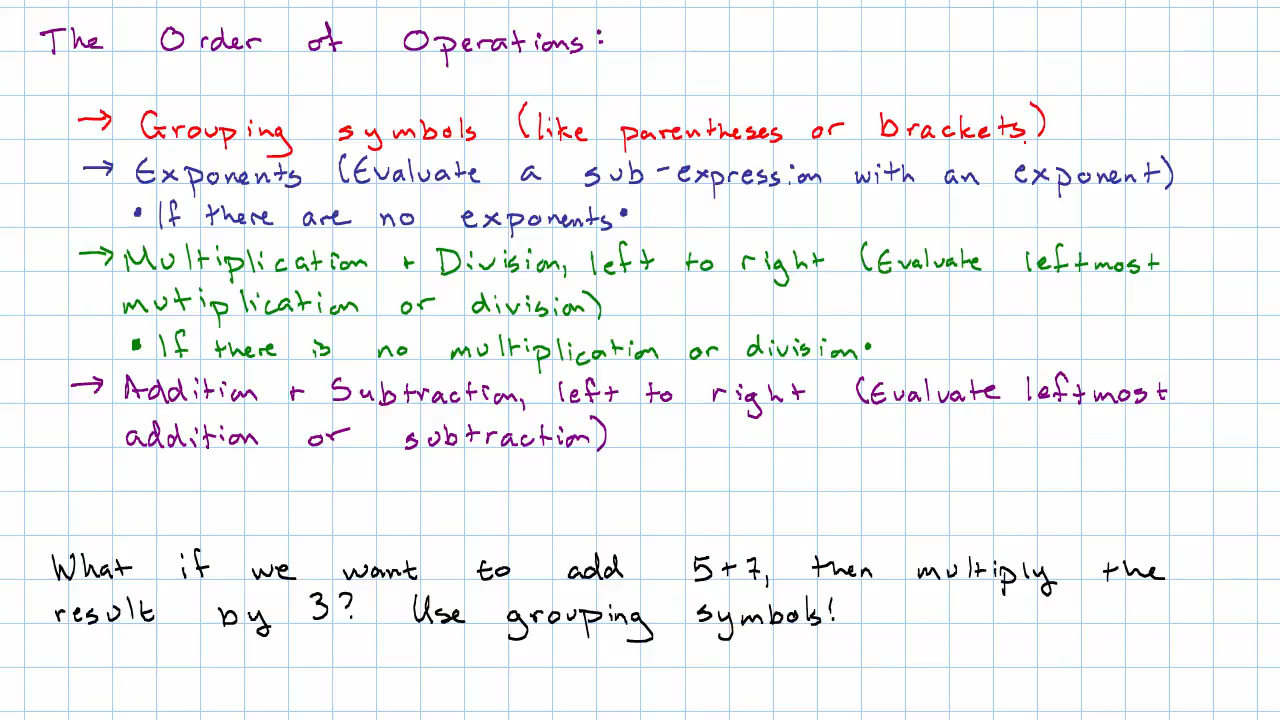 The Order of Operations:
→ Grouping symbols (like parentheses or brackets)
→ Exponents (Evaluate a sub-expression with an exponent)
• If there are no exponents•
→ Multiplication + Division, left to right (Evaluate leftmost
mutiplication or division)
• If there is no multiplication or division•
→ Addition + Subtraction, left to right (Evaluate leftmost
addition or subtraction)
What if we want to add 5+7, then multiply the
result by 3? Use grouping symbols!